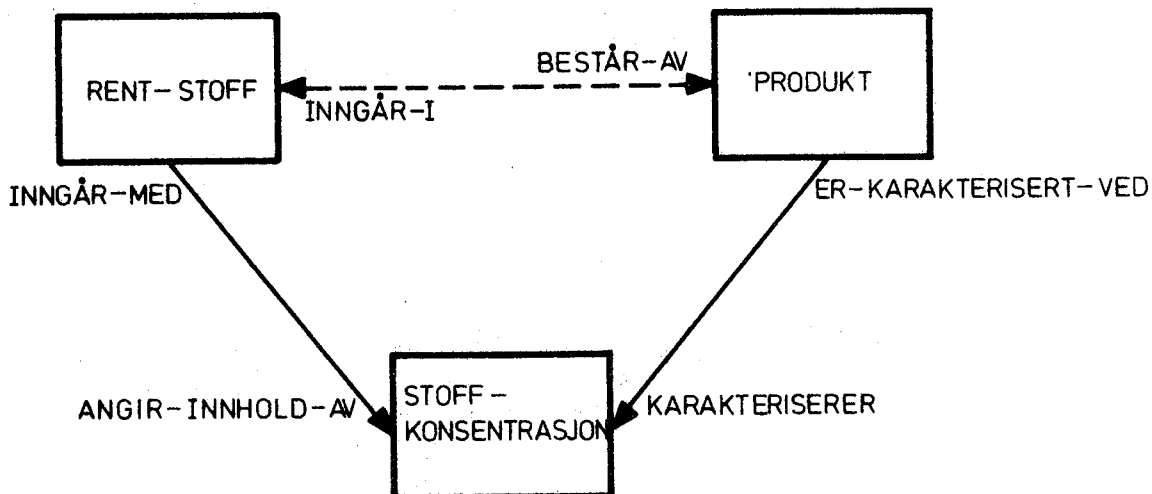 RENT-STOFF
BESTÅR-AV
PRODUKT
INNGÅR-I
INNGÅR-MED
ER-KARAKTERISERT-VED
ANGIR-INNHOLD-AV
STOFF-
KONSENTRASJON
KARAKTERISERER